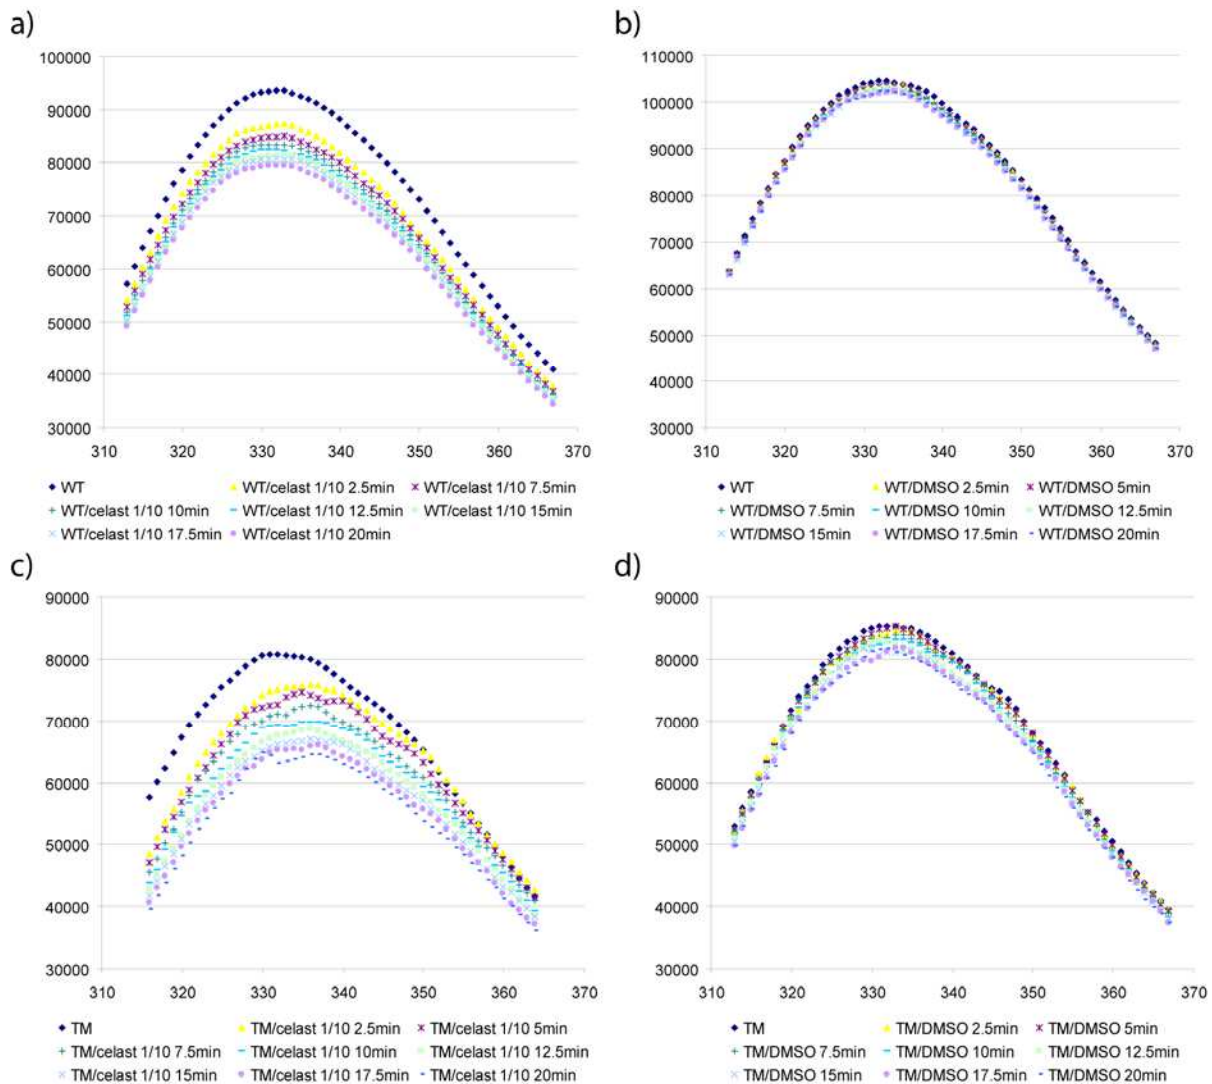 a)
100000
90000
80000
70000
60000
50000
40000
30000
310 320 330 340 350 360 370
WT WT/celast 1/10 2.5min WT/celast 1/10 7.5min
WT/celast 1/10 10min WT/celast 1/10 12.5min WT/celast 1/10 15min
WT/celast 1/10 17.5min WT/celast 1/10 20min
b)
110000
100000
90000
80000
70000
60000
50000
40000
30000
310 320 330 340 350 360 370
WT WT/DMSO 2.5min WT/DMSO 5min
WT/DMSO 7.5min WT/DMSO 10min WT/DMSO 12.5min
WT/DMSO 15min WT/DMSO 17.5min WT/DMSO 20min
c)
90000
80000
70000
60000
50000
40000
30000
310 320 330 340 350 360 370
TM TM/celast 1/10 2.5min TM/celast 1/10 5min
TM/celast 1/10 7.5min TM/celast 1/10 10min TM/celast 1/10 12.5min
TM/celast 1/10 15min TM/celast 1/10 17.5min TM/celast 1/10 20min
d)
90000
80000
70000
60000
50000
40000
30000
310 320 330 340 350 360 370
TM TM/DMSO 2.5min TM/DMSO 5min
TM/DMSO 7.5min TM/DMSO 10min TM/DMSO 12.5min
TM/DMSO 15min TM/DMSO 17.5min TM/DMSO 20min